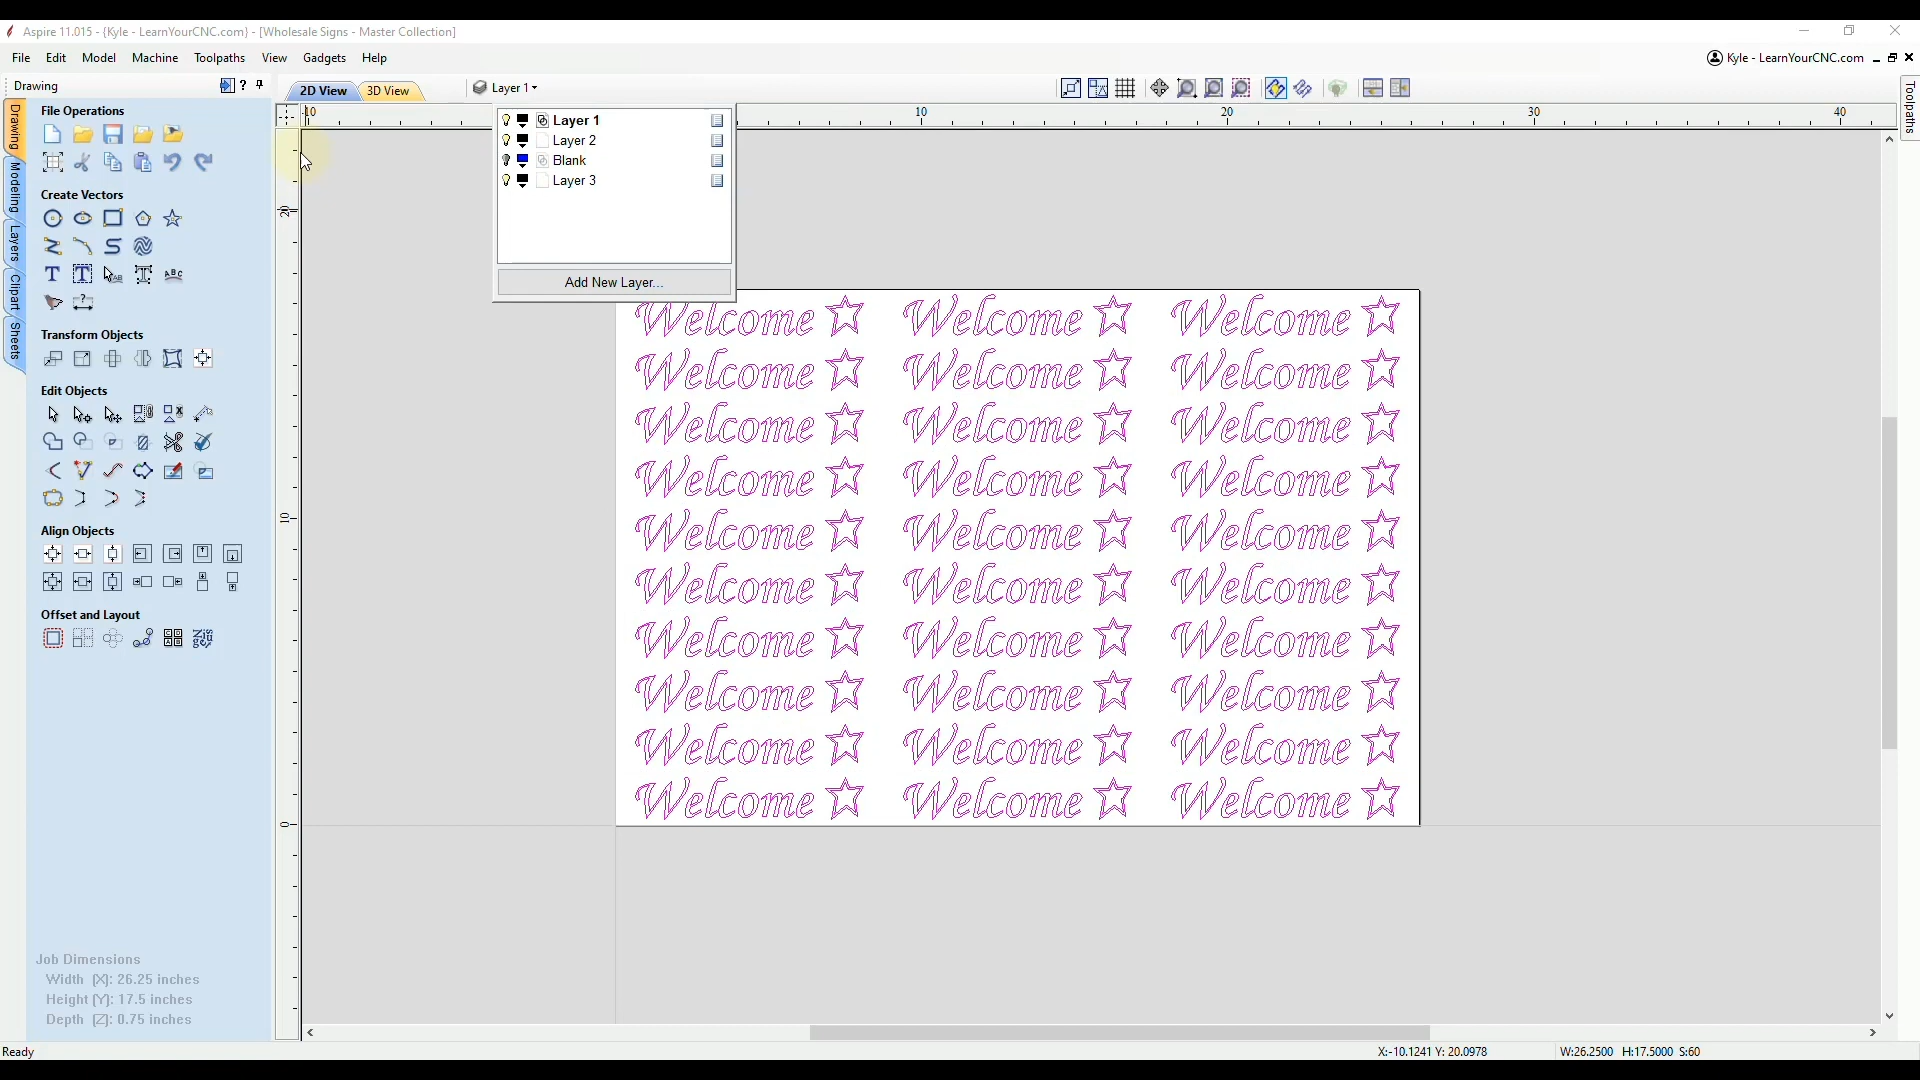 Aspire 11.015 - {Kyle - LearnYourCNC.com} - [Wholesale Signs - Master Collection]
File Edit Model Machine Toolpaths View Gadgets Help
Kyle - LearnYourCNC.com
Drawing
2D View 3D View
Layer 1
Toolpaths
Drawing
Modeling
Layers
Clipart
Sheets
File Operations
Create Vectors
Transform Objects
Edit Objects
Align Objects
Offset and Layout
Job Dimensions
Width (X): 26.25 inches
Height (Y): 17.5 inches
Depth (Z): 0.75 inches
10 10 20 30 40
20
10
0
Layer 1
Layer 2
Blank
Layer 3
Add New Layer...
Welcome Welcome Welcome
Welcome Welcome Welcome
Welcome Welcome Welcome
Welcome Welcome Welcome
Welcome Welcome Welcome
Welcome Welcome Welcome
Welcome Welcome Welcome
Welcome Welcome Welcome
Welcome Welcome Welcome
Welcome Welcome Welcome
Ready
X:-10.1241 Y: 20.0978
W:26.2500 H:17.5000 S:60